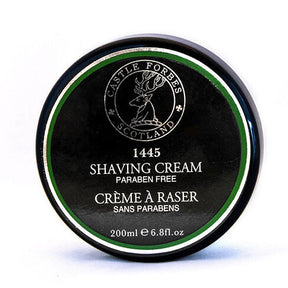 CASTLE FORBES
SCOTLAND
1445
SHAVING CREAM
PARABEN FREE
CRÈME À RASER
SANS PARABENS
200ml e 6.8fl.oz